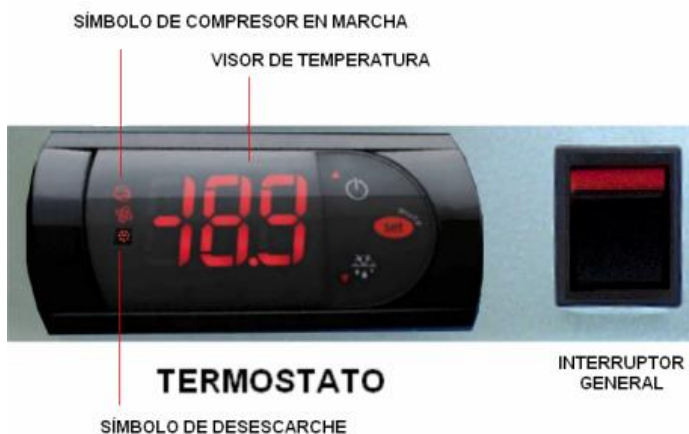 SÍMBOLO DE COMPRESOR EN MARCHA
VISOR DE TEMPERATURA
-18.9
set
TERMOSTATO
INTERRUPTOR
GENERAL
SÍMBOLO DE DESESCARCHE